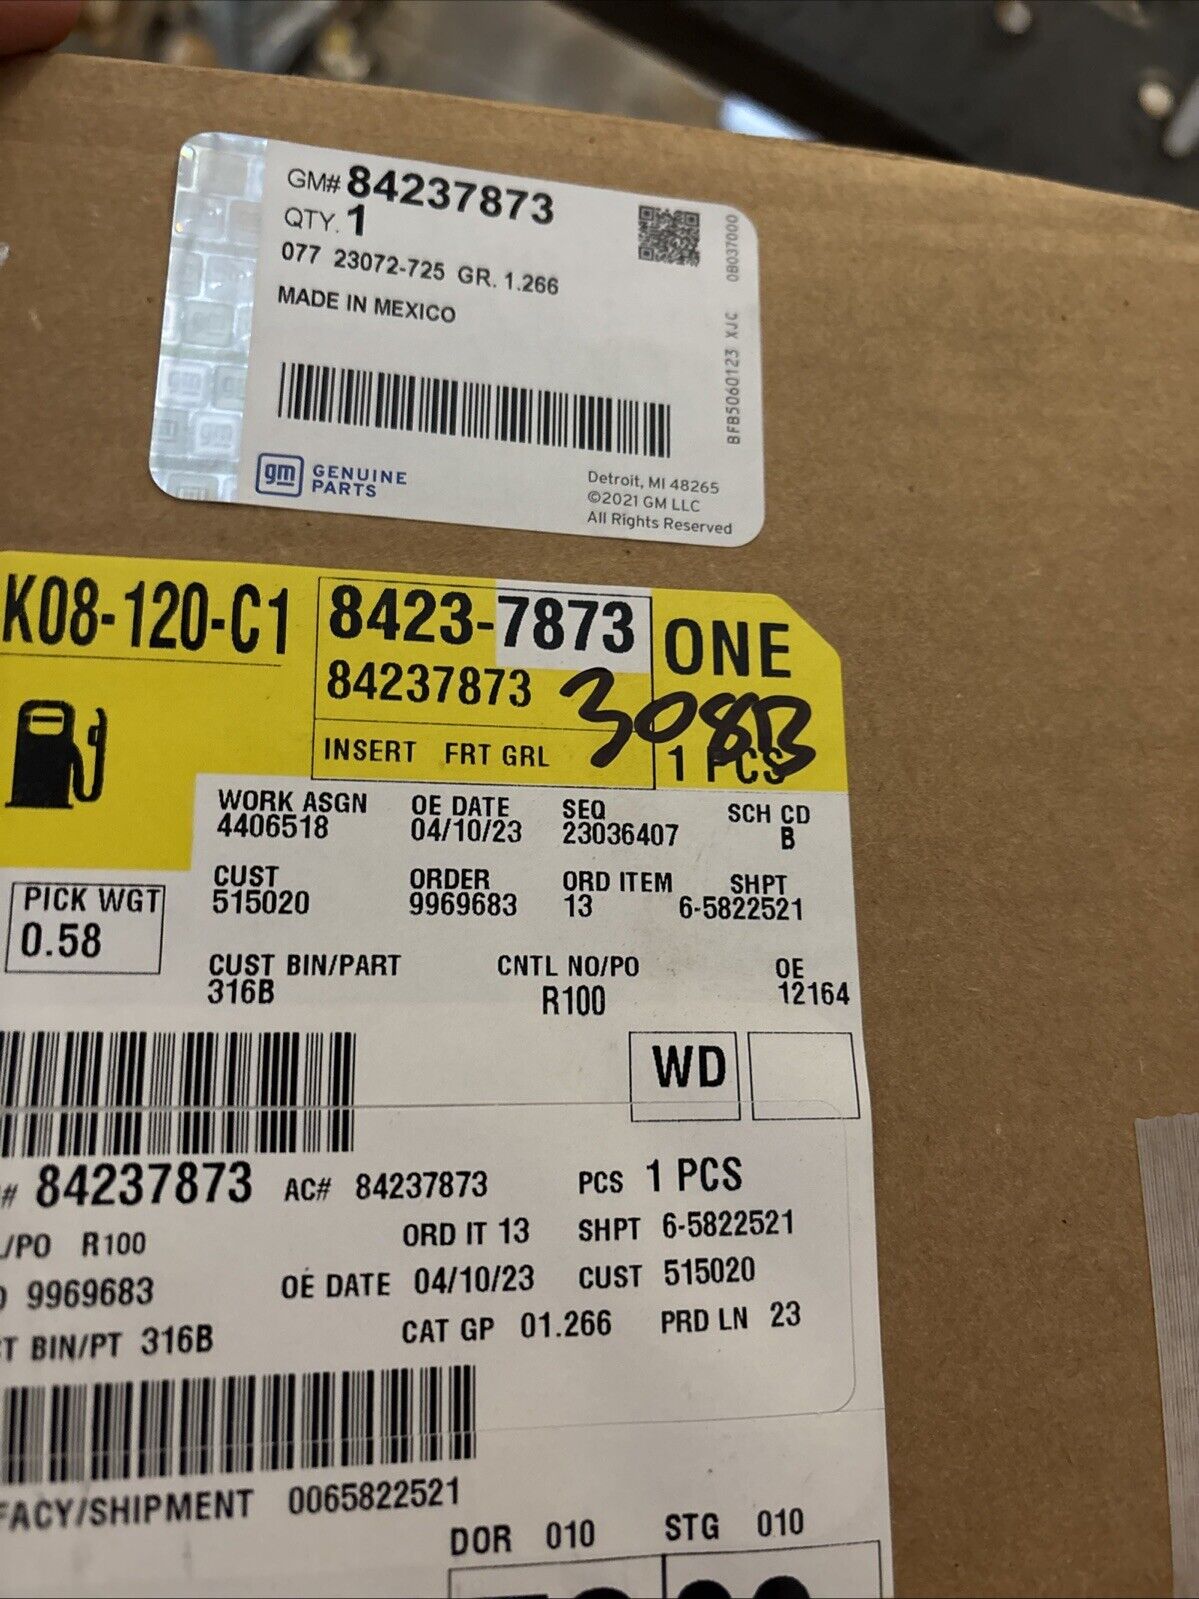 GM# 84237873
QTY. 1
077 23072-725 GR. 1.266
MADE IN MEXICO
0B037000
BFB5060123 XJC
gm GENUINE PARTS
Detroit, MI 48265
©2021 GM LLC
All Rights Reserved
gm
gm
gm
K08-120-C1
8423-7873
ONE
84237873
308B
INSERT FRT GRL
1 PCS
WORK ASGN OE DATE SEQ SCH CD
4406518 04/10/23 23036407 B
CUST ORDER ORD ITEM SHPT
515020 9969683 13 6-5822521
PICK WGT
0.58
CUST BIN/PART CNTL NO/PO OE
316B R100 12164
WD
# 84237873 AC# 84237873 PCS 1 PCS
/PO R100 ORD IT 13 SHPT 6-5822521
9969683 OE DATE 04/10/23 CUST 515020
T BIN/PT 316B CAT GP 01.266 PRD LN 23
FACY/SHIPMENT 0065822521
DOR 010 STG 010